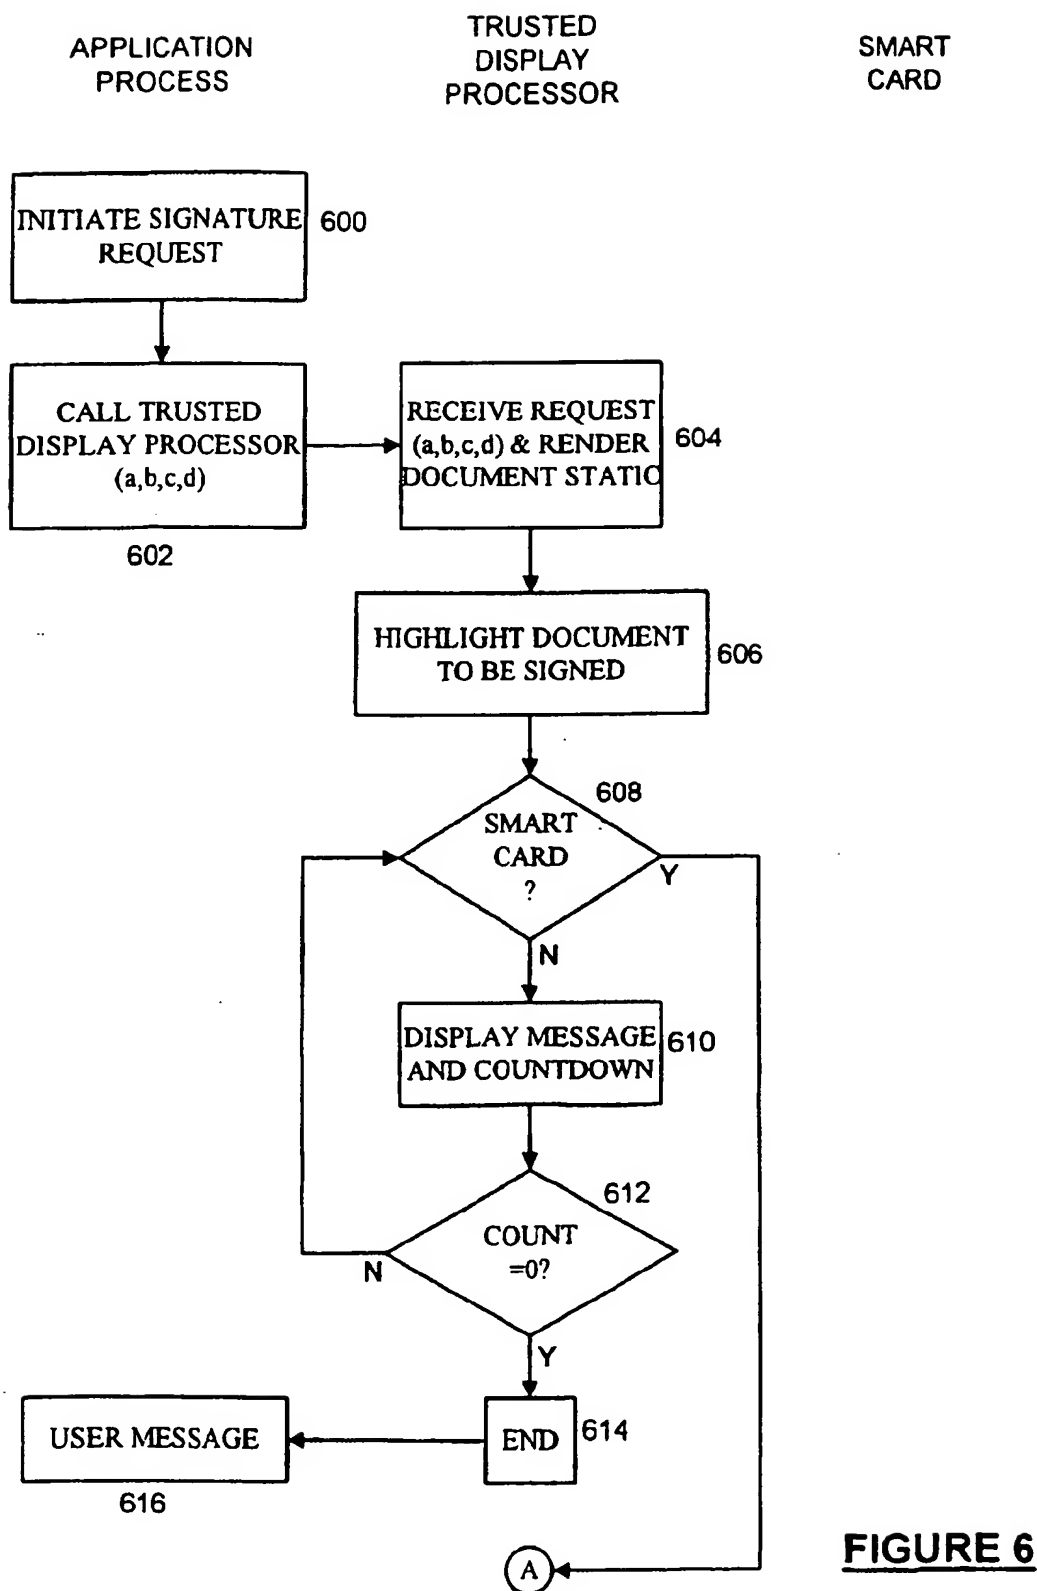 APPLICATION
PROCESS
TRUSTED
DISPLAY
PROCESSOR
SMART
CARD
INITIATE SIGNATURE
REQUEST
600
CALL TRUSTED
DISPLAY PROCESSOR
(a,b,c,d)
602
RECEIVE REQUEST
(a,b,c,d) & RENDER
DOCUMENT STATIC
604
HIGHLIGHT DOCUMENT
TO BE SIGNED
606
SMART
CARD
?
608
Y
N
DISPLAY MESSAGE
AND COUNTDOWN
610
COUNT
=0?
612
N
Y
END
614
USER MESSAGE
616
A
FIGURE 6